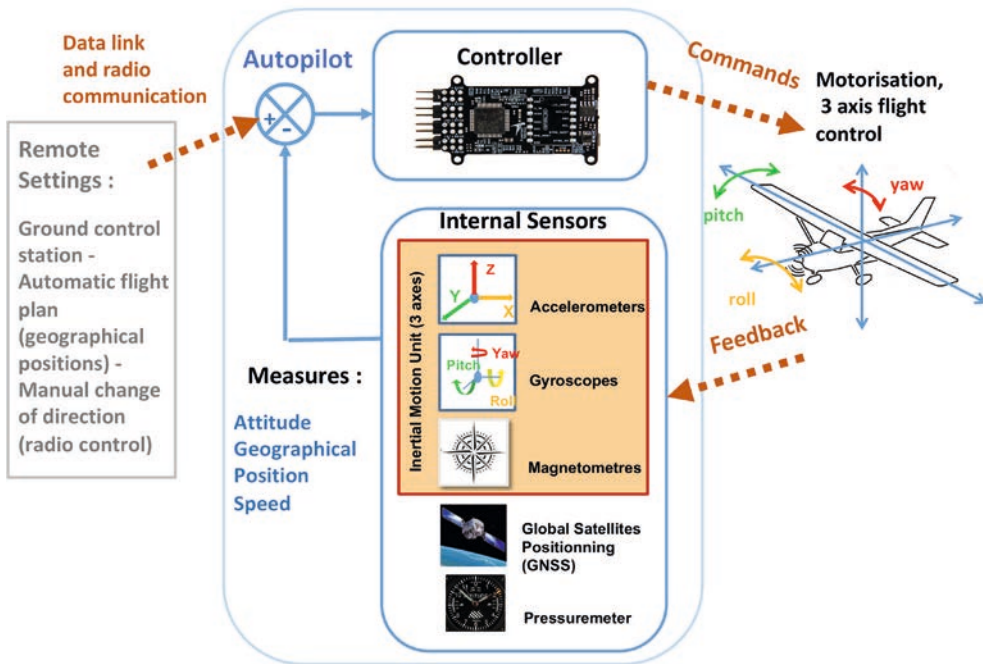 Data link
and radio
communication
Remote
Settings :
Ground control
station -
Automatic flight
plan
(geographical
positions) -
Manual change
of direction
(radio control)
Autopilot
+
-
Controller
Commands
Motorisation,
3 axis flight
control
pitch
yaw
roll
Feedback
Measures :
Attitude
Geographical
Position
Speed
Internal Sensors
Inertial Motion Unit (3 axes)
Z
Y
X
Accelerometers
Yaw
Pitch
Roll
Gyroscopes
Magnetometres
Global Satellites
Positionning
(GNSS)
Pressuremeter